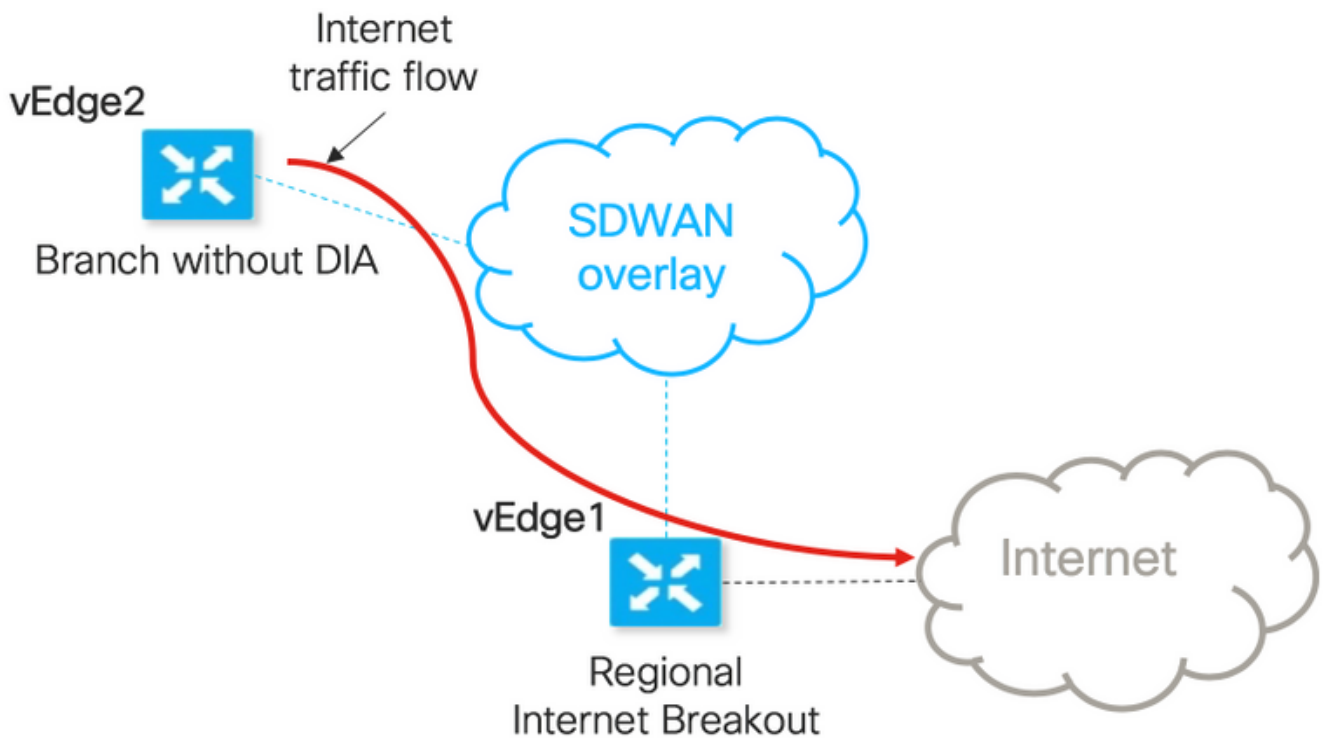 Internet
traffic flow
vEdge2
Branch without DIA
SDWAN
overlay
vEdge1
Internet
Regional
Internet Breakout